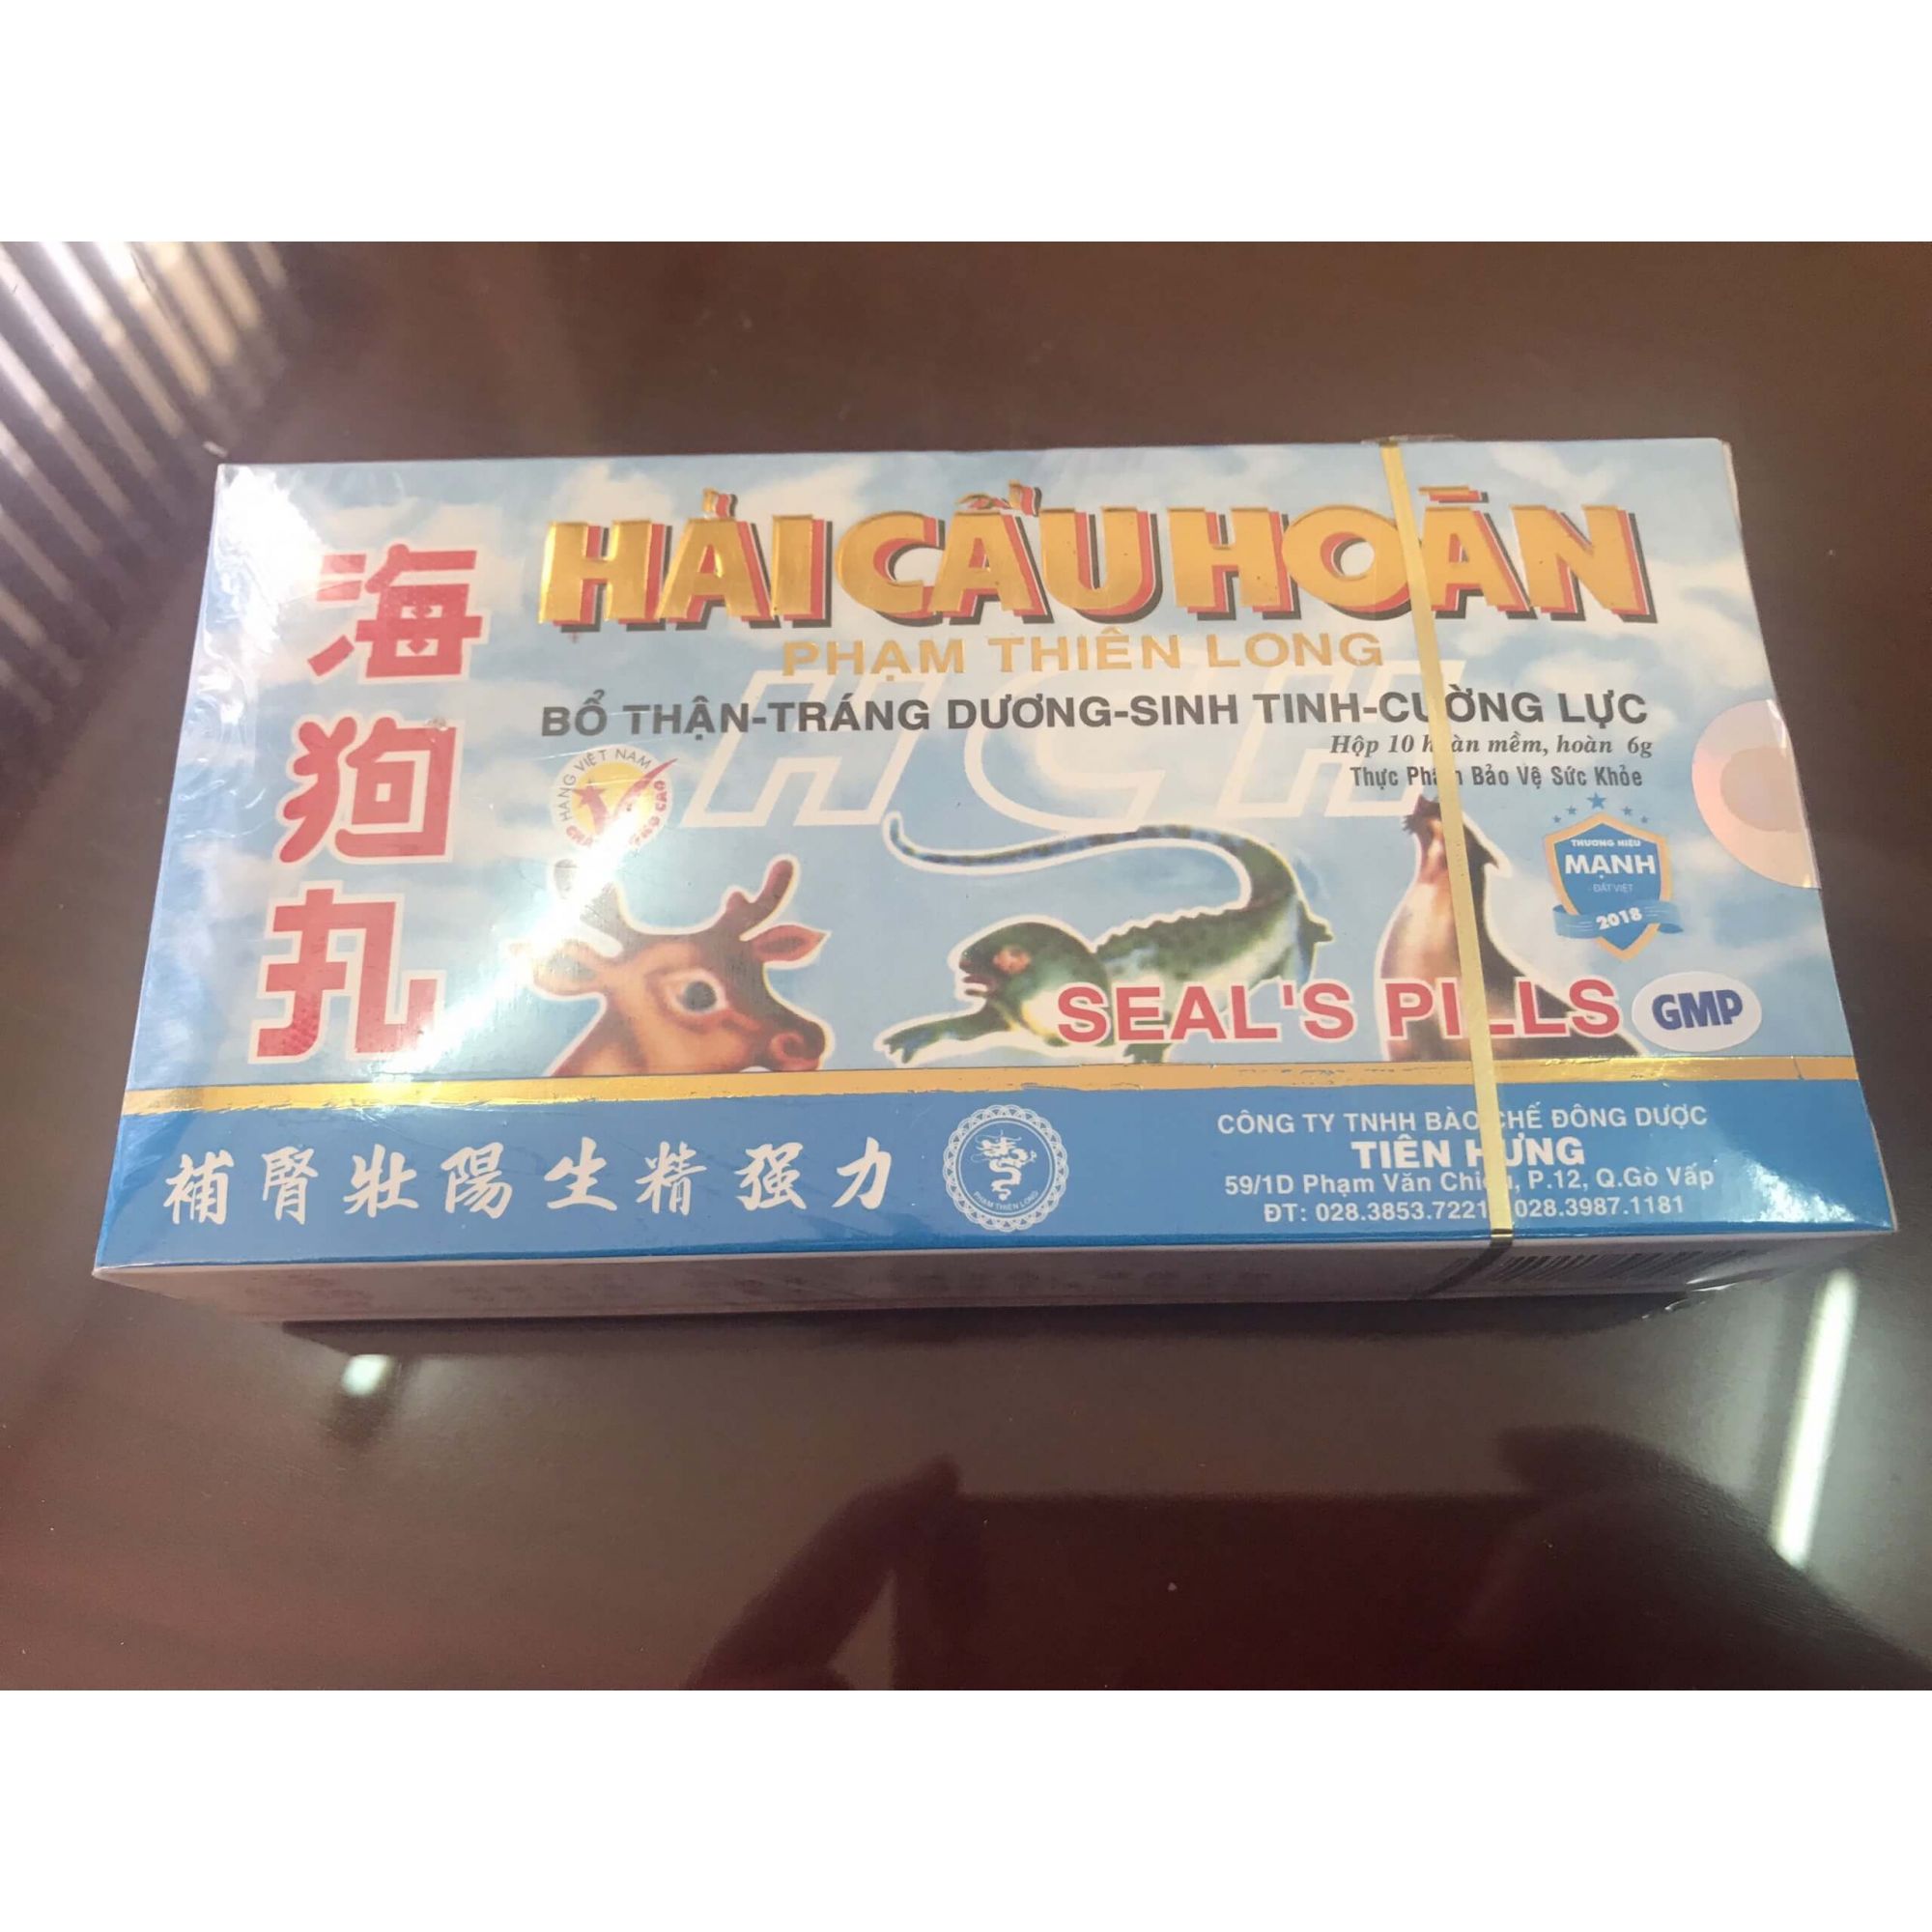 海狗丸
HẢI CẨU HOÀN
PHẠM THIÊN LONG
BỔ THẬN-TRÁNG DƯƠNG-SINH TINH-CƯỜNG LỰC
Hộp 10 hoàn mềm, hoàn 6g
Thực Phẩm Bảo Vệ Sức Khỏe
HÀNG VIỆT NAM
HCH
THƯƠNG HIỆU
MẠNH
ĐẤT VIỆT
2018
SEAL'S PILLS
GMP
補腎壯陽生精强力
PHẠM THIÊN LONG
CÔNG TY TNHH BÀO CHẾ ĐÔNG DƯỢC
TIÊN HƯNG
59/1D Phạm Văn Chiêu, P.12, Q.Gò Vấp
ĐT: 028.3853.7221 028.3987.1181